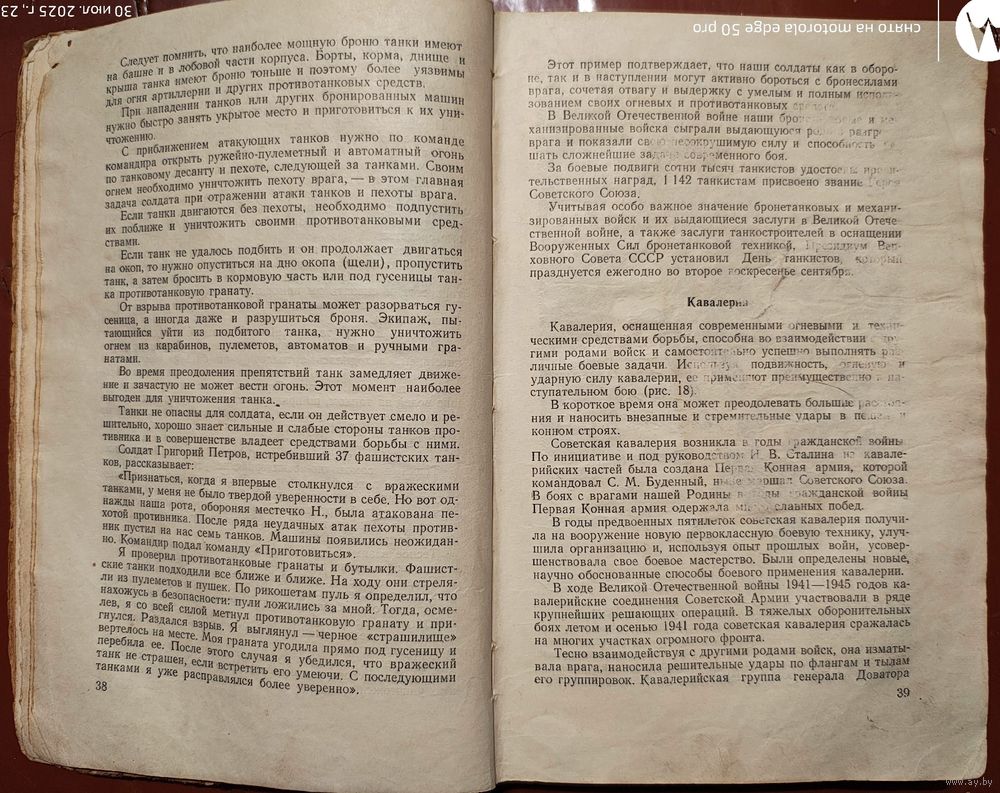 30 июл. 2025 г., 23
снято на motorola edge 50 pro
Следует помнить, что наиболее мощную броню танки имеют
на башне и в лобовой части корпуса. Борты, корма, днище и
крыша танка имеют броню тоньше и поэтому более уязвимы
для огня артиллерии и других противотанковых средств.
При нападении танков или других бронированных машин
нужно быстро занять укрытое место и приготовиться к их уни-
чтожению.
С приближением атакующих танков нужно по команде
командира открыть ружейно-пулеметный и автоматный огонь
по танковому десанту и пехоте, следующей за танками. Своим
огнем необходимо уничтожить пехоту врага, — в этом главная
задача солдата при отражении атаки танков и пехоты врага.
Если танки двигаются без пехоты, необходимо подпустить
их поближе и уничтожить своими противотанковыми сред-
ствами.
Если танк не удалось подбить и он продолжает двигаться
на окоп, то нужно опуститься на дно окопа (щели), пропустить
танк, а затем бросить в кормовую часть или под гусеницы тан-
ка противотанковую гранату.
От взрыва противотанковой гранаты может разорваться гу-
сеница, а иногда даже и разрушиться броня. Экипаж, пы-
тающийся уйти из подбитого танка, нужно уничтожить
огнем из карабинов, пулеметов, автоматов и ручными гра-
натами.
Во время преодоления препятствий танк замедляет движе-
ние и зачастую не может вести огонь. Этот момент наиболее
выгоден для уничтожения танка.
Танки не опасны для солдата, если он действует смело и ре-
шительно, хорошо знает сильные и слабые стороны танков про-
тивника и в совершенстве владеет средствами борьбы с ними.
Солдат Григорий Петров, истребивший 37 фашистских тан-
ков, рассказывает:
«Признаться, когда я впервые столкнулся с вражескими
танками, у меня не было твердой уверенности в себе. Но вот од-
нажды наша рота, обороняя местечко Н., была атакована пе-
хотой противника. После ряда неудачных атак пехоты против-
ник пустил на нас семь танков. Машины появились неожидан-
но. Командир подал команду «Приготовиться».
Я проверил противотанковые гранаты и бутылки. Фашист-
ские танки подходили все ближе и ближе. На ходу они стреля-
ли из пулеметов и пушек. По рикошетам пуль я определил, что
нахожусь в безопасности: пули ложились за мной. Тогда, осме-
лев, я со всей силой метнул противотанковую гранату и при-
гнулся. Раздался взрыв. Я выглянул — черное «страшилище»
вертелось на месте. Моя граната угодила прямо под гусеницу и
перебила ее. После этого случая я убедился, что вражеский
танк не страшен, если встретить его умеючи. С последующими
танками я уже расправлялся более уверенно».
38
Этот пример подтверждает, что наши солдаты как в оборо-
не, так и в наступлении могут активно бороться с бронесилами
врага, сочетая отвагу и выдержку с умелым и полным исполь-
зованием своих огневых и противотанковых
В Великой Отечественной войне наши и ме-
ханизированные войска сыграли выдающуюся
врага и показали свою несокрушимую силу и способность ре-
шать сложнейшие задачи современного боя.
За боевые подвиги сотни тысяч танкистов удостоены прави-
тельственных наград, 1 142 танкистам присвоено звание Героя
Советского Союза.
Учитывая особо важное значение бронетанковых и механи-
зированных войск и их выдающиеся заслуги в Великой Отече-
ственной войне, а также заслуги танкостроителей в оснащении
Вооруженных Сил бронетанковой техникой, Президиум Вер-
ховного Совета СССР установил День танкистов, который
празднуется ежегодно во второе воскресенье сентября.
Кавалерия
Кавалерия, оснащенная современными огневыми и техни-
ческими средствами борьбы, способна во взаимодействии с дру-
гими родами войск и самостоятельно успешно выполнять раз-
личные боевые задачи. Используя подвижность, огневую и
ударную силу кавалерии, ее применяют преимущественно в на-
ступательном бою (рис. 18).
В короткое время она может преодолевать большие расстоя-
ния и наносить внезапные и стремительные удары в пешем и
конном строях.
Советская кавалерия возникла в годы гражданской войны.
По инициативе и под руководством И. В. Сталина из кавале-
рийских частей была создана Первая Конная армия, которой
командовал С. М. Буденный, ныне маршал Советского Союза.
В боях с врагами нашей Родины в годы гражданской войны
Первая Конная армия одержала много славных побед.
В годы предвоенных пятилеток советская кавалерия получи-
ла на вооружение новую первоклассную боевую технику, улуч-
шила организацию и, используя опыт прошлых войн, усовер-
шенствовала свое боевое мастерство. Были определены новые,
научно обоснованные способы боевого применения кавалерии.
В ходе Великой Отечественной войны 1941—1945 годов ка-
валерийские соединения Советской Армии участвовали в ряде
крупнейших решающих операций. В тяжелых оборонительных
боях летом и осенью 1941 года советская кавалерия сражалась
на многих участках огромного фронта.
Тесно взаимодействуя с другими родами войск, она изматы-
вала врага, наносила решительные удары по флангам и тылам
его группировок. Кавалерийская группа генерала Доватора
39
www.ay.by